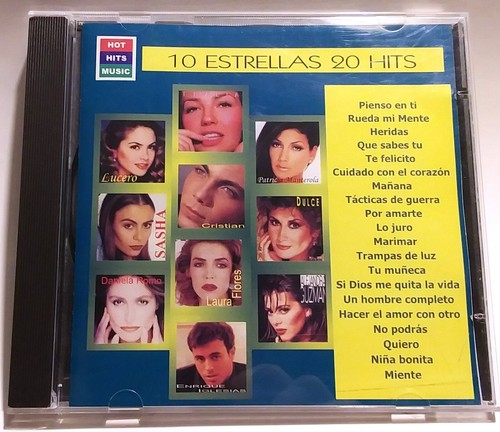 HOT
HITS
MUSIC
10 ESTRELLAS 20 HITS
Lucero
Cristian
SASHA
DULCE
Daniela Romo
Laura Flores
ALEJANDRA GUZMAN
ENRIQUE
IGLESIAS
Pienso en ti
Rueda mi Mente
Heridas
Que sabes tu
Te felicito
Cuidado con el corazón
Mañana
Tácticas de guerra
Por amarte
Lo juro
Marimar
Trampas de luz
Tu muñeca
Si Dios me quita la vida
Un hombre completo
Hacer el amor con otro
No podrás
Quiero
Niña bonita
Miente